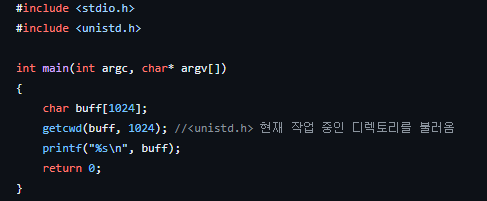 #include <stdio.h>
#include <unistd.h>
int main(int argc, char* argv[])
{
char buff[1024];
getcwd(buff, 1024); //<unistd.h> 현재 작업 중인 디렉토리를 불러옴
printf("%s\n", buff);
return 0;
}